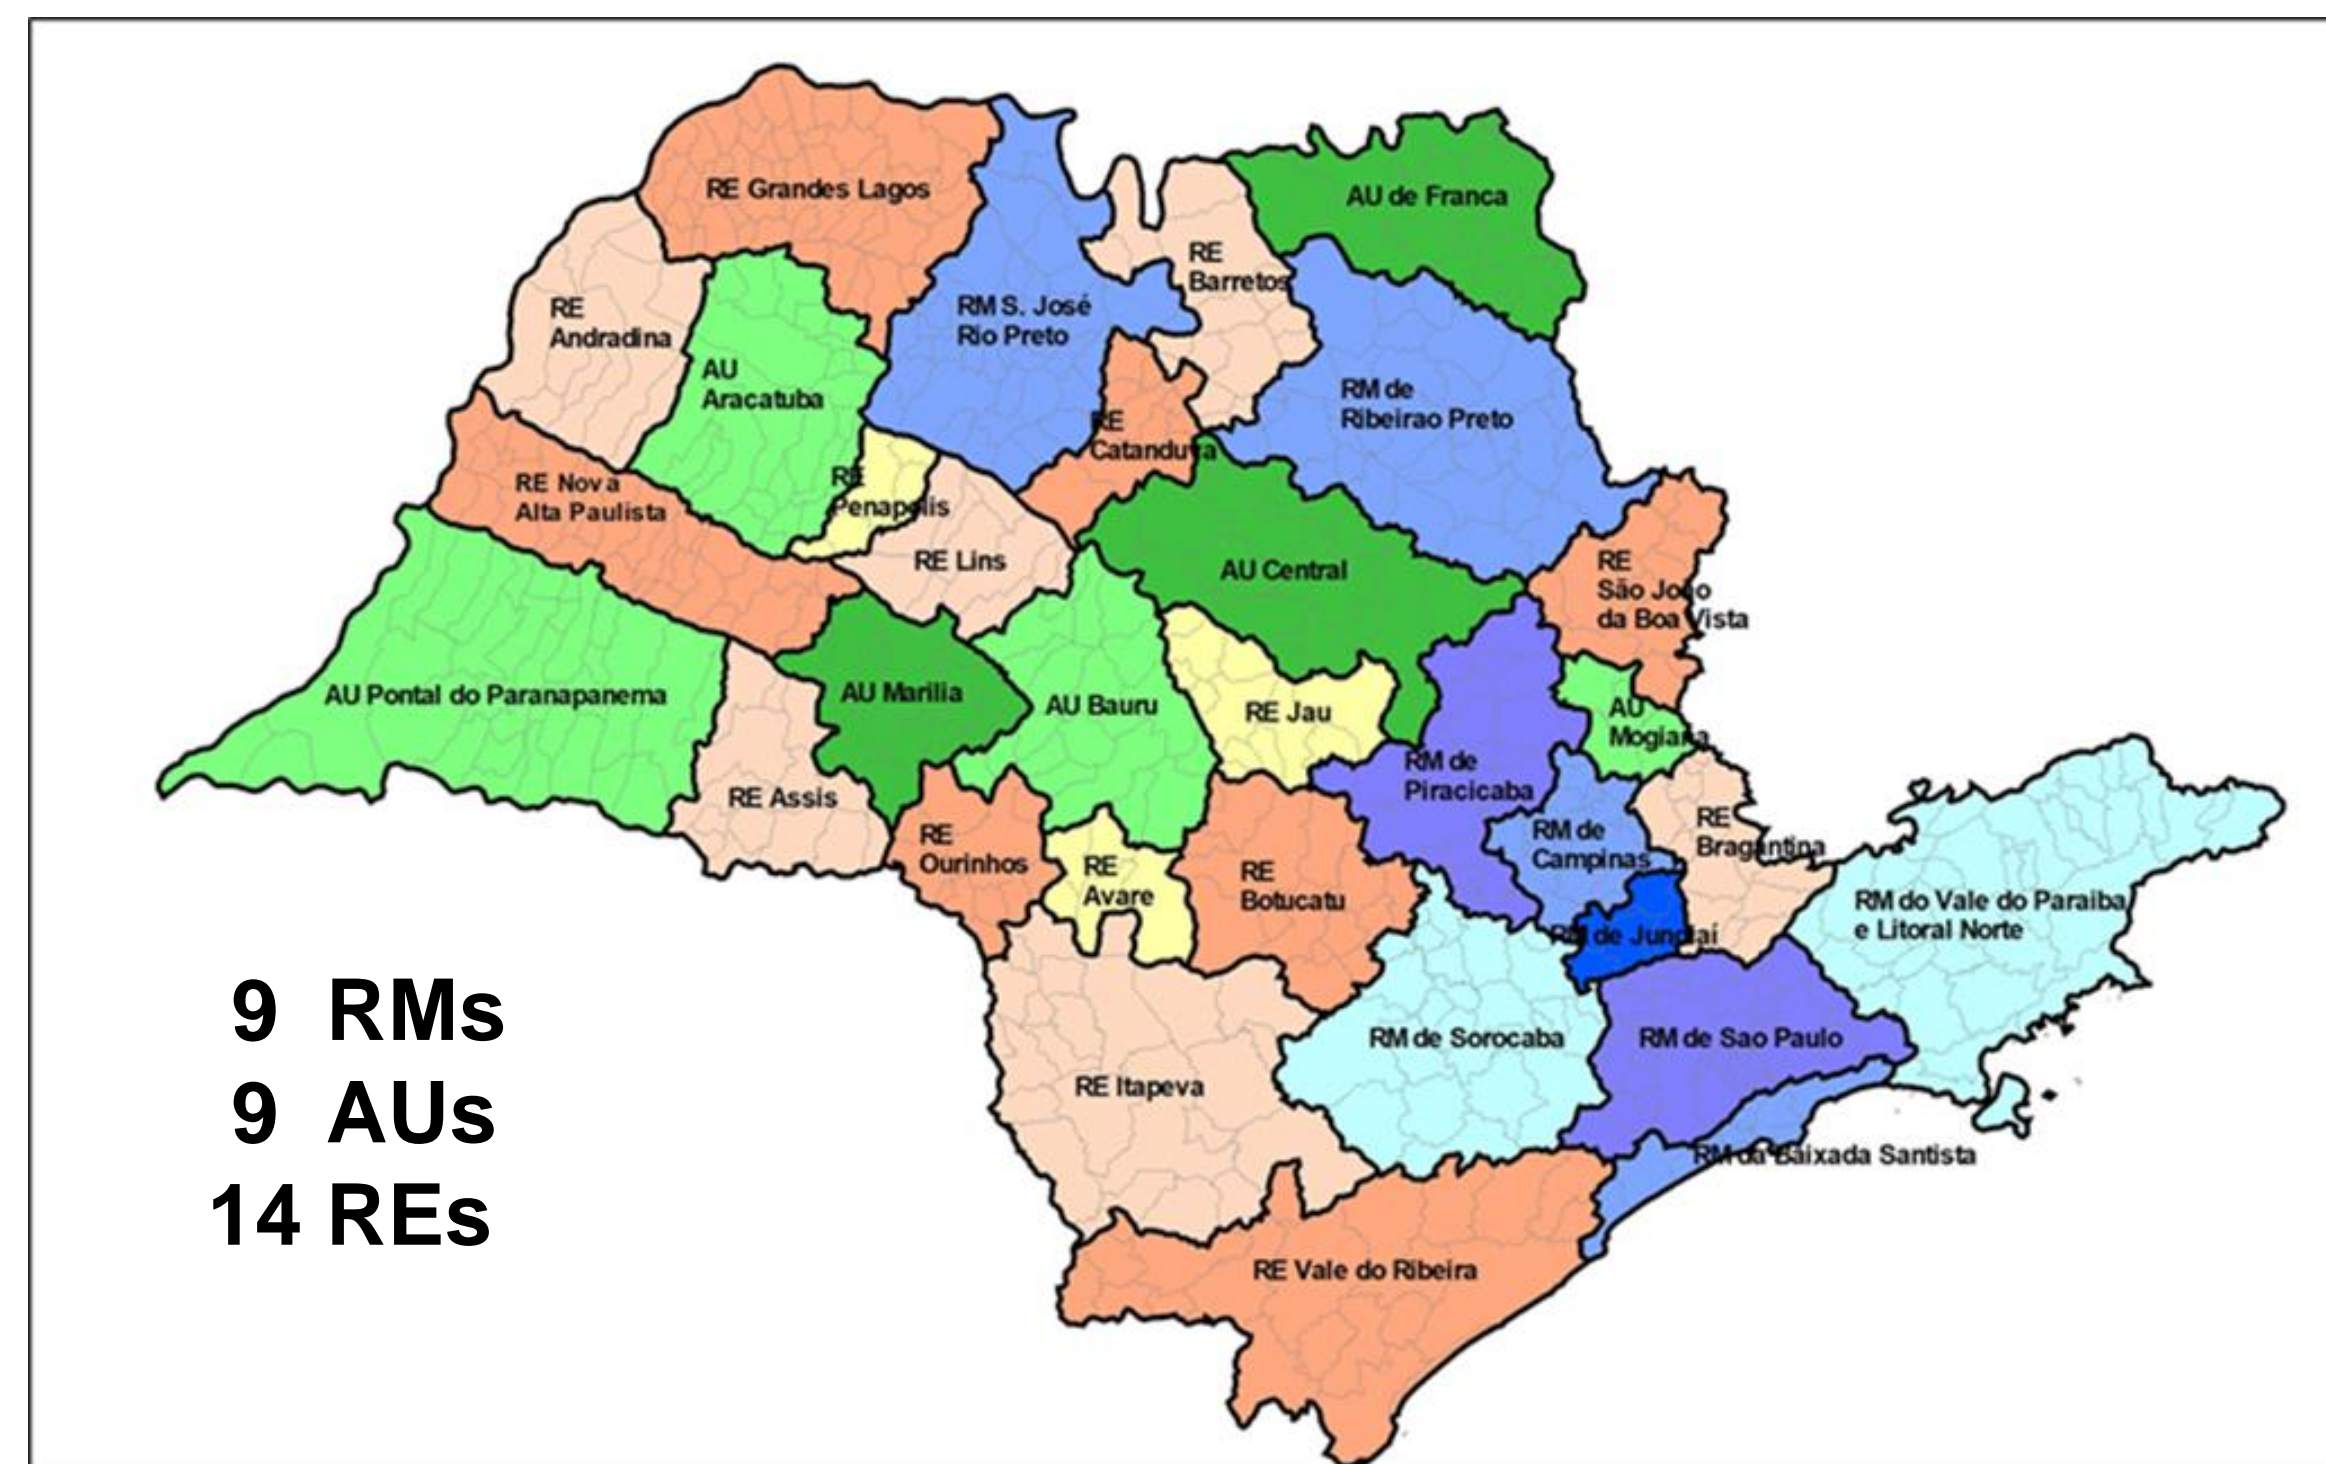 RE Grandes Lagos
AU de Franca
RE
Barretos
RE
Andradina
RM S. José
Rio Preto
AU
Aracatuba
RM de
Ribeirao Preto
RE
Catanduva
RE Nova
Alta Paulista
RE
Penapolis
RE Lins
AU Central
RE
São João
da Boa Vista
AU Pontal do Paranapanema
AU Marilia
AU Bauru
RE Jau
AU
Mogiana
RM de
Piracicaba
RE Assis
RE
Ourinhos
RE
Avare
RE
Botucatu
RM de
Campinas
RE
Bragantina
RM do Vale do Paraiba
e Litoral Norte
RM de Jundiaí
9 RMs
9 AUs
14 REs
RM de Sorocaba
RM de Sao Paulo
RE Itapeva
RM da Baixada Santista
RE Vale do Ribeira